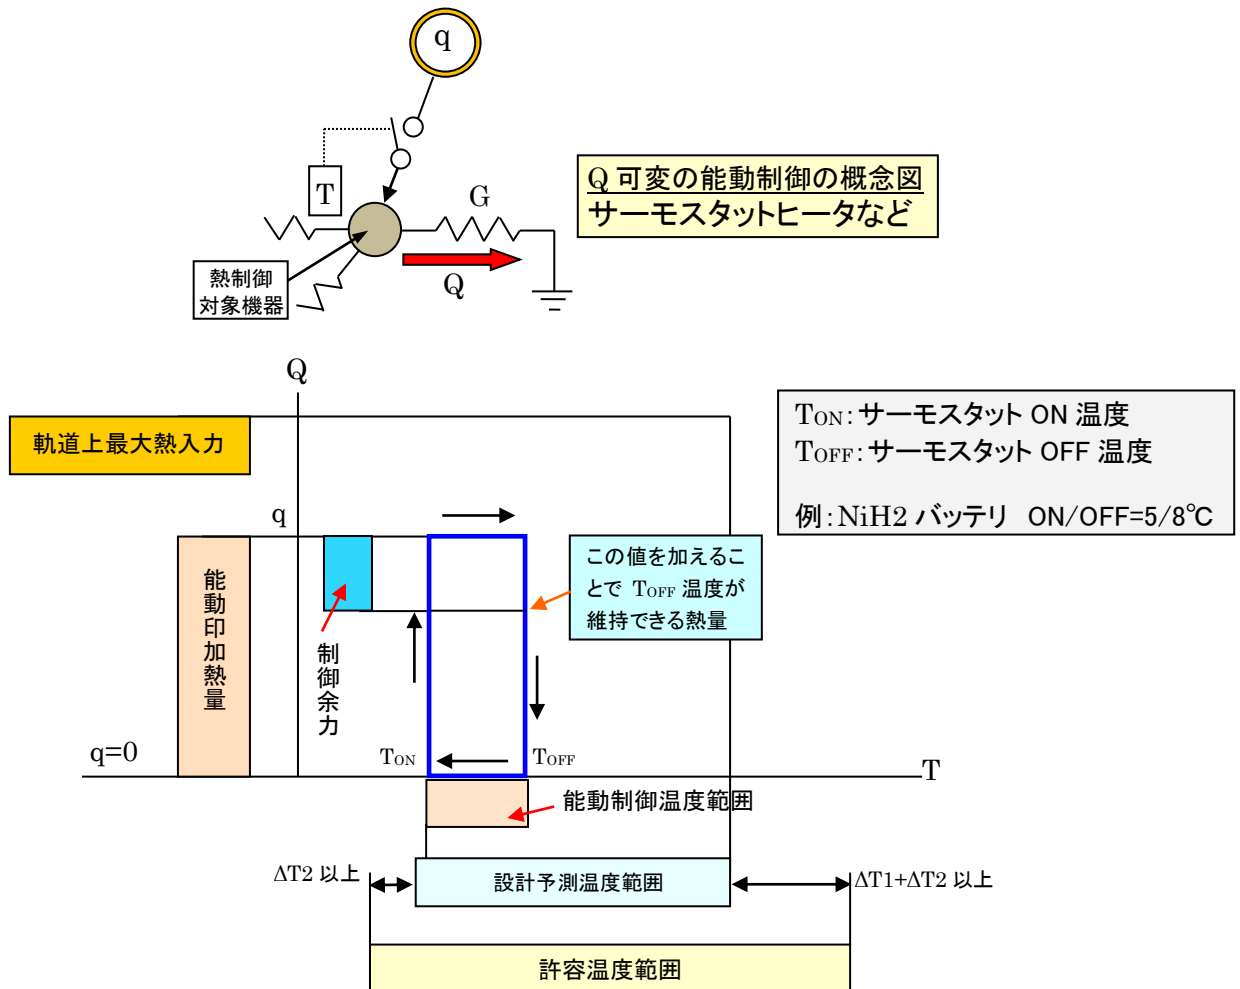 q
T
G
Q
熱制御
対象機器
Q 可変の能動制御の概念図
サーモスタットヒータなど
Q
軌道上最大熱入力
TON：サーモスタット ON 温度
TOFF：サーモスタット OFF 温度
例：NiH2 バッテリ ON/OFF=5/8℃
q
能動印加熱量
制御余力
この値を加えるこ
とで TOFF 温度が
維持できる熱量
q=0
TON
TOFF
T
能動制御温度範囲
ΔT2 以上
設計予測温度範囲
ΔT1+ΔT2 以上
許容温度範囲